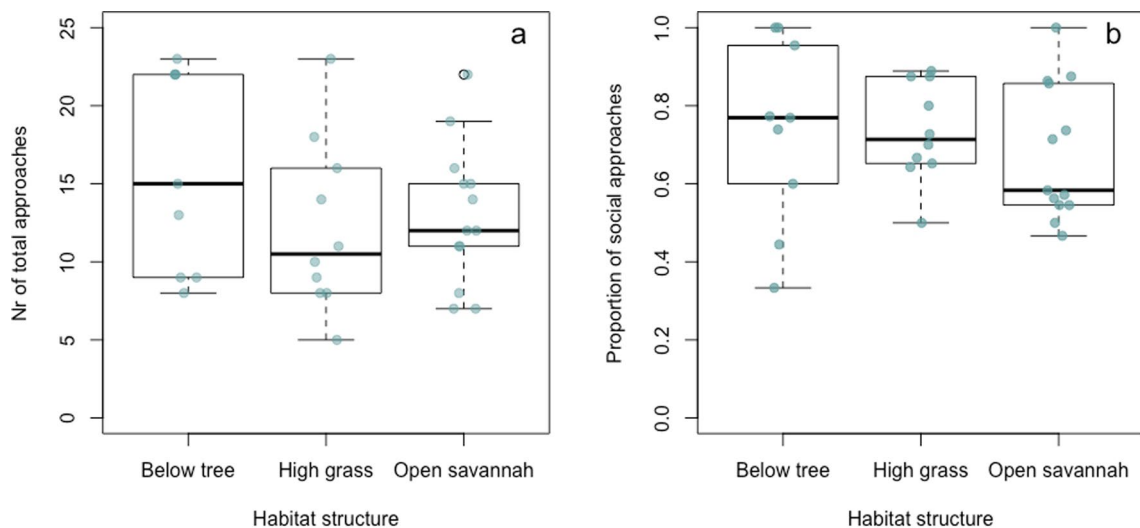 a
Nr of total approaches
25
20
15
10
5
0
Below tree High grass Open savannah
Habitat structure
b
Proportion of social approaches
1.0
0.8
0.6
0.4
0.2
0.0
Below tree High grass Open savannah
Habitat structure